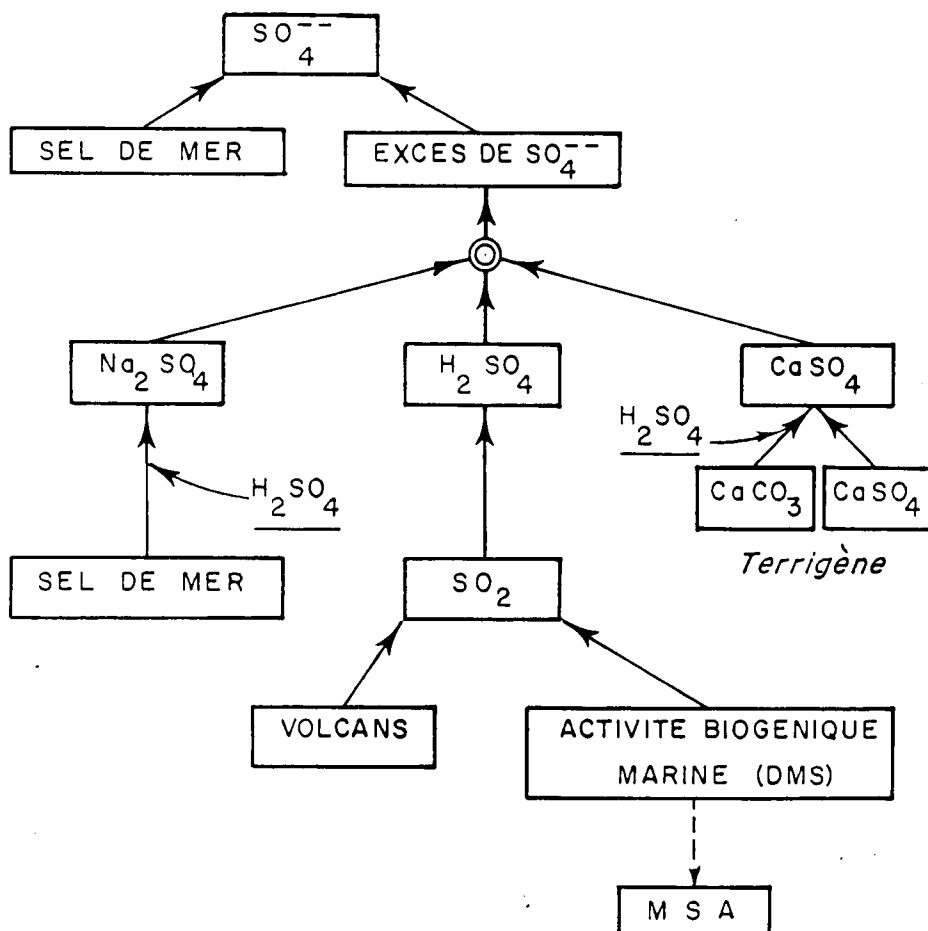 SO4--
SEL DE MER
EXCES DE SO4--
Na2SO4
H2SO4
CaSO4
H2SO4
CaCO3
CaSO4
H2SO4
Terrigène
SEL DE MER
SO2
VOLCANS
ACTIVITE BIOGENIQUE
MARINE (DMS)
MSA